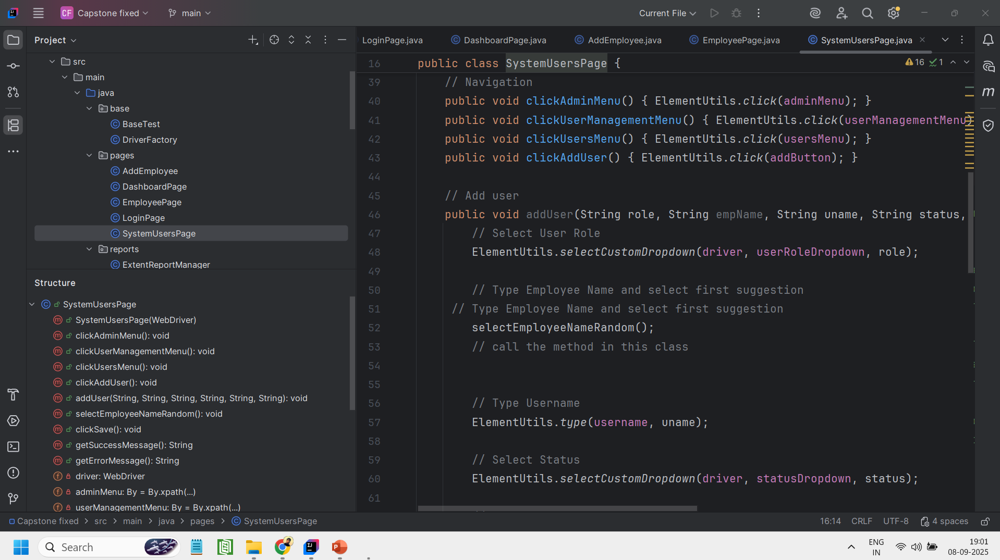 CF Capstone fixed
main
Current File
Project
src
main
java
base
BaseTest
DriverFactory
pages
AddEmployee
DashboardPage
EmployeePage
LoginPage
SystemUsersPage
reports
ExtentReportManager
Structure
SystemUsersPage
SystemUsersPage(WebDriver)
clickAdminMenu(): void
clickUserManagementMenu(): void
clickUsersMenu(): void
clickAddUser(): void
addUser(String, String, String, String, String, String): void
selectEmployeeNameRandom(): void
clickSave(): void
getSuccessMessage(): String
getErrorMessage(): String
driver: WebDriver
adminMenu: By = By.xpath(...)
userManagementMenu: By = By.xpath(...)
LoginPage.java DashboardPage.java AddEmployee.java EmployeePage.java SystemUsersPage.java
16 public class SystemUsersPage { 16 1
39 // Navigation
40 public void clickAdminMenu() { ElementUtils.click(adminMenu); }
41 public void clickUserManagementMenu() { ElementUtils.click(userManagementMenu)
42 public void clickUsersMenu() { ElementUtils.click(usersMenu); }
43 public void clickAddUser() { ElementUtils.click(addButton); }
44
45 // Add user
46 public void addUser(String role, String empName, String uname, String status,
47 // Select User Role
48 ElementUtils.selectCustomDropdown(driver, userRoleDropdown, role);
49
50 // Type Employee Name and select first suggestion
51 // Type Employee Name and select first suggestion
52 selectEmployeeNameRandom();
53 // call the method in this class
54
55
56 // Type Username
57 ElementUtils.type(username, uname);
58
59 // Select Status
60 ElementUtils.selectCustomDropdown(driver, statusDropdown, status);
61
Capstone fixed > src > main > java > pages > SystemUsersPage
16:14 CRLF UTF-8 4 spaces
Search
ENG
IN
19:01
08-09-2025